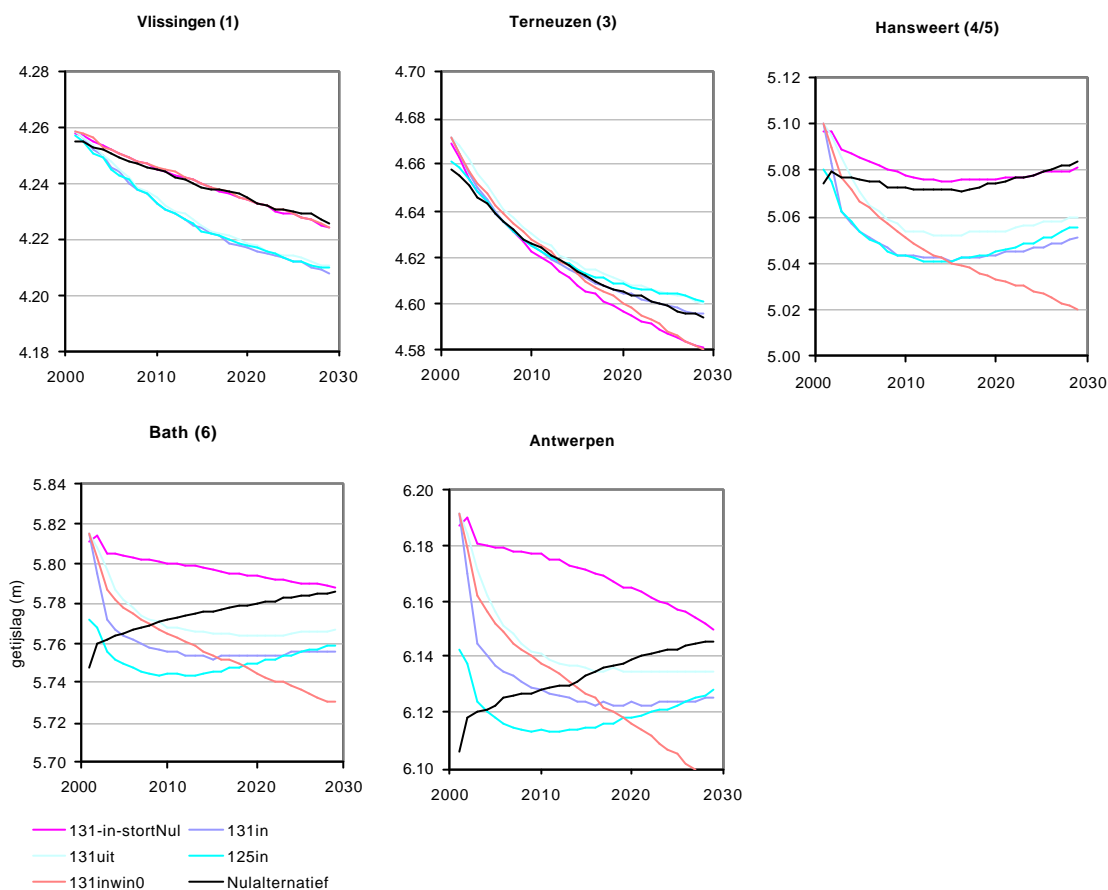 Vlissingen (1)
4.28
4.26
4.24
4.22
4.20
4.18
2000 2010 2020 2030
Terneuzen (3)
4.70
4.68
4.66
4.64
4.62
4.60
4.58
2000 2010 2020 2030
Hansweert (4/5)
5.12
5.10
5.08
5.06
5.04
5.02
5.00
2000 2010 2020 2030
Bath (6)
getijslag (m)
5.84
5.82
5.80
5.78
5.76
5.74
5.72
5.70
2000 2010 2020 2030
Antwerpen
6.20
6.18
6.16
6.14
6.12
6.10
2000 2010 2020 2030
131-in-stortNul 131in
131uit 125in
131inwin0 Nulalternatief